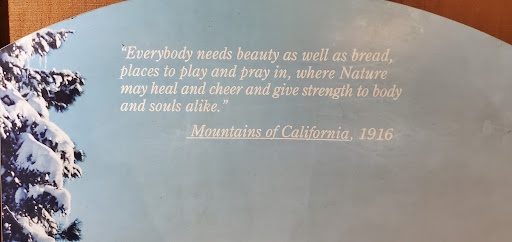 “Everybody needs beauty as well as bread,
places to play and pray in, where Nature
may heal and cheer and give strength to body
and souls alike.”
Mountains of California, 1916